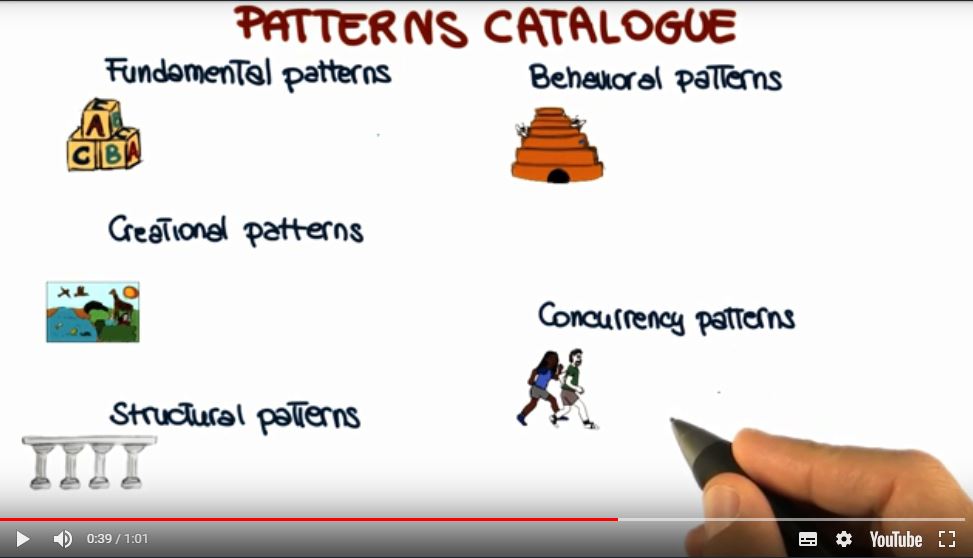 PATTERNS CATALOGUE
Fundamental patterns
Behavioral patterns
E
A
C B A
Creational patterns
Concurrency patterns
Structural patterns
0:39 / 1:01
YouTube